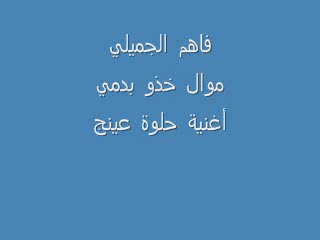 فاهم الجميلي
موال خذو بدمي
أغنية حلوة عينج